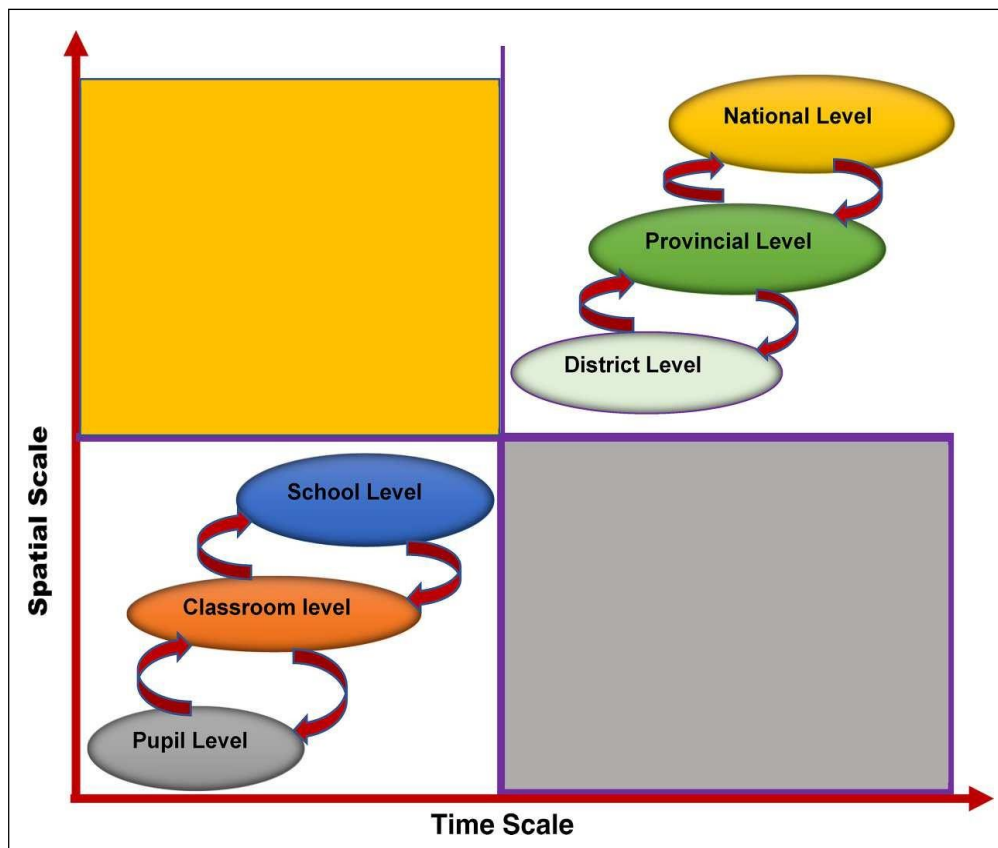 National Level
Provincial Level
District Level
School Level
Classroom level
Pupil Level
Spatial Scale
Time Scale